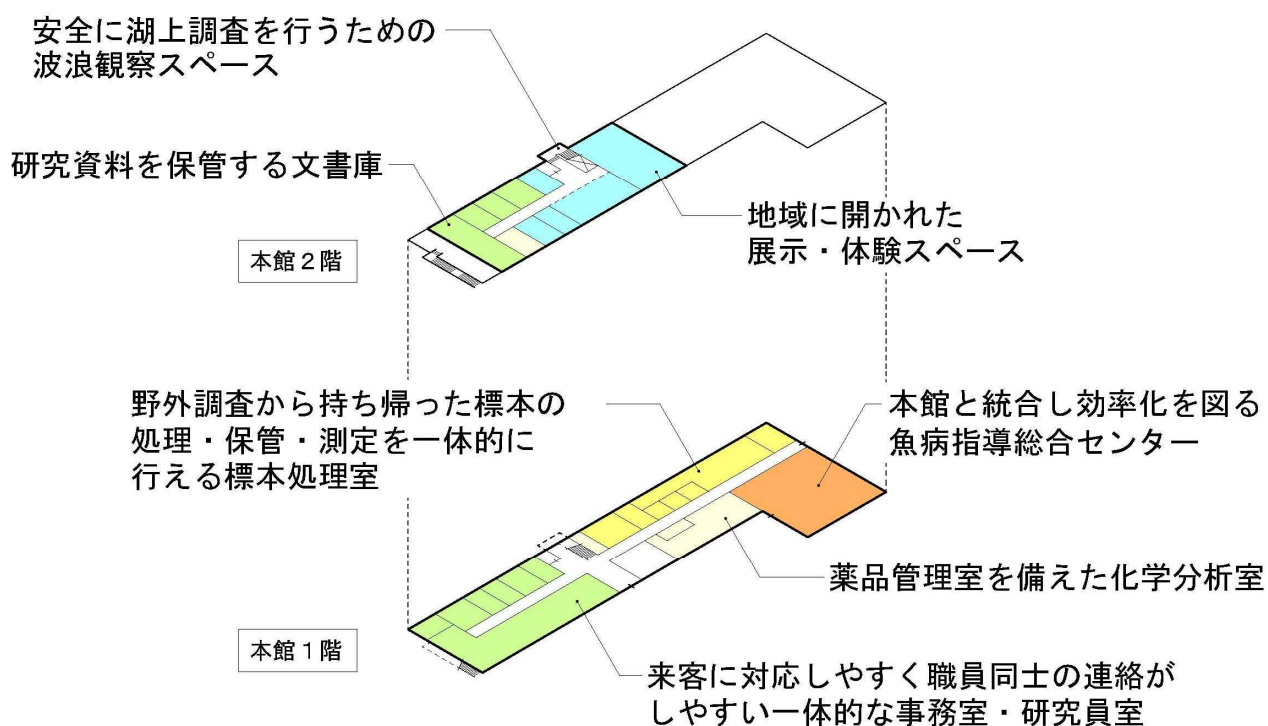 安全に湖上調査を行うための
波浪観察スペース
研究資料を保管する文書庫
地域に開かれた
展示・体験スペース
本館２階
野外調査から持ち帰った標本の
処理・保管・測定を一体的に
行える標本処理室
本館と統合し効率化を図る
魚病指導総合センター
薬品管理室を備えた化学分析室
本館１階
来客に対応しやすく職員同士の連絡が
しやすい一体的な事務室・研究員室